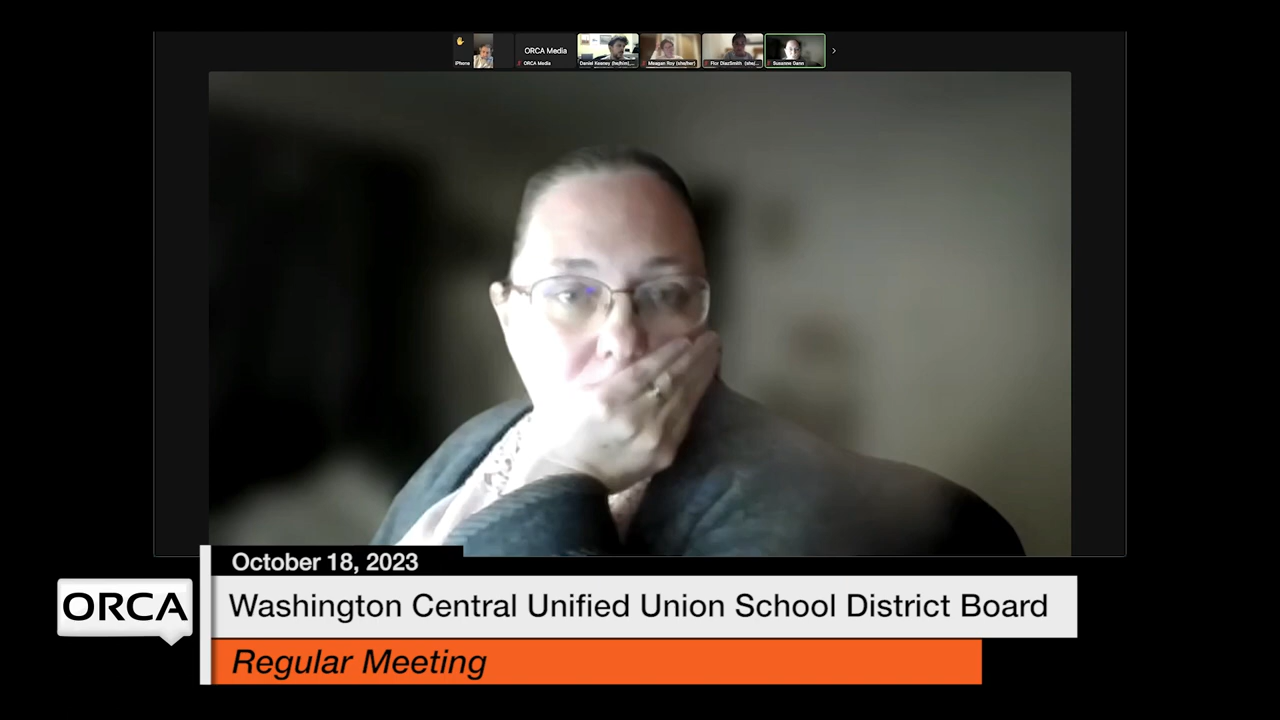 ORCA Media
iPhone
ORCA Media
Daniel Keeney (he/him),...
Meagan Roy (she/her)
Flor DiazSmith (she/...
Suzanne Gann
October 18, 2023
ORCA
Washington Central Unified Union School District Board
Regular Meeting